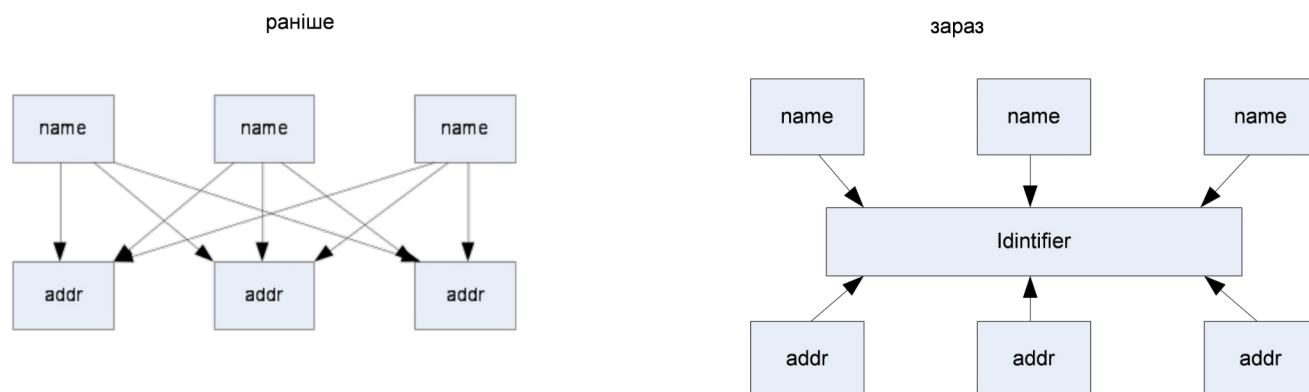 раніше
name name name
addr addr addr
зараз
name name name
Idintifier
addr addr addr